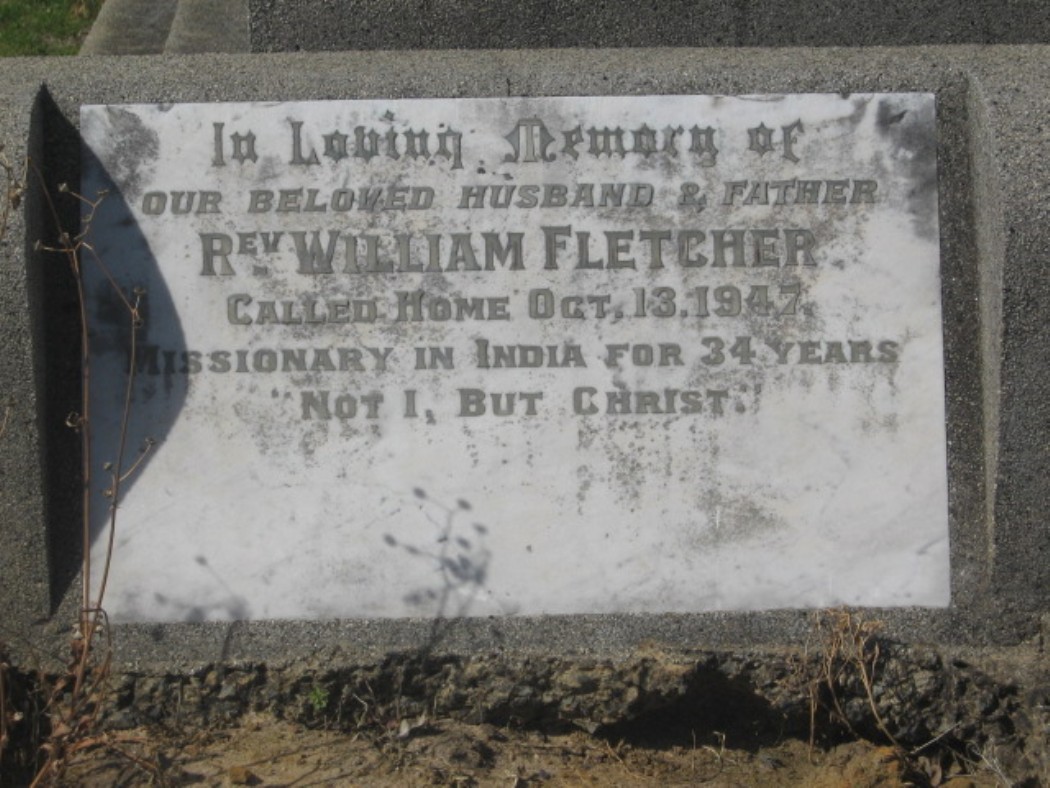 In Loving Memory of
OUR BELOVED HUSBAND & FATHER
REV. WILLIAM FLETCHER
CALLED HOME OCT, 13. 1947.
MISSIONARY IN INDIA FOR 34 YEARS
"NOT I, BUT CHRIST."